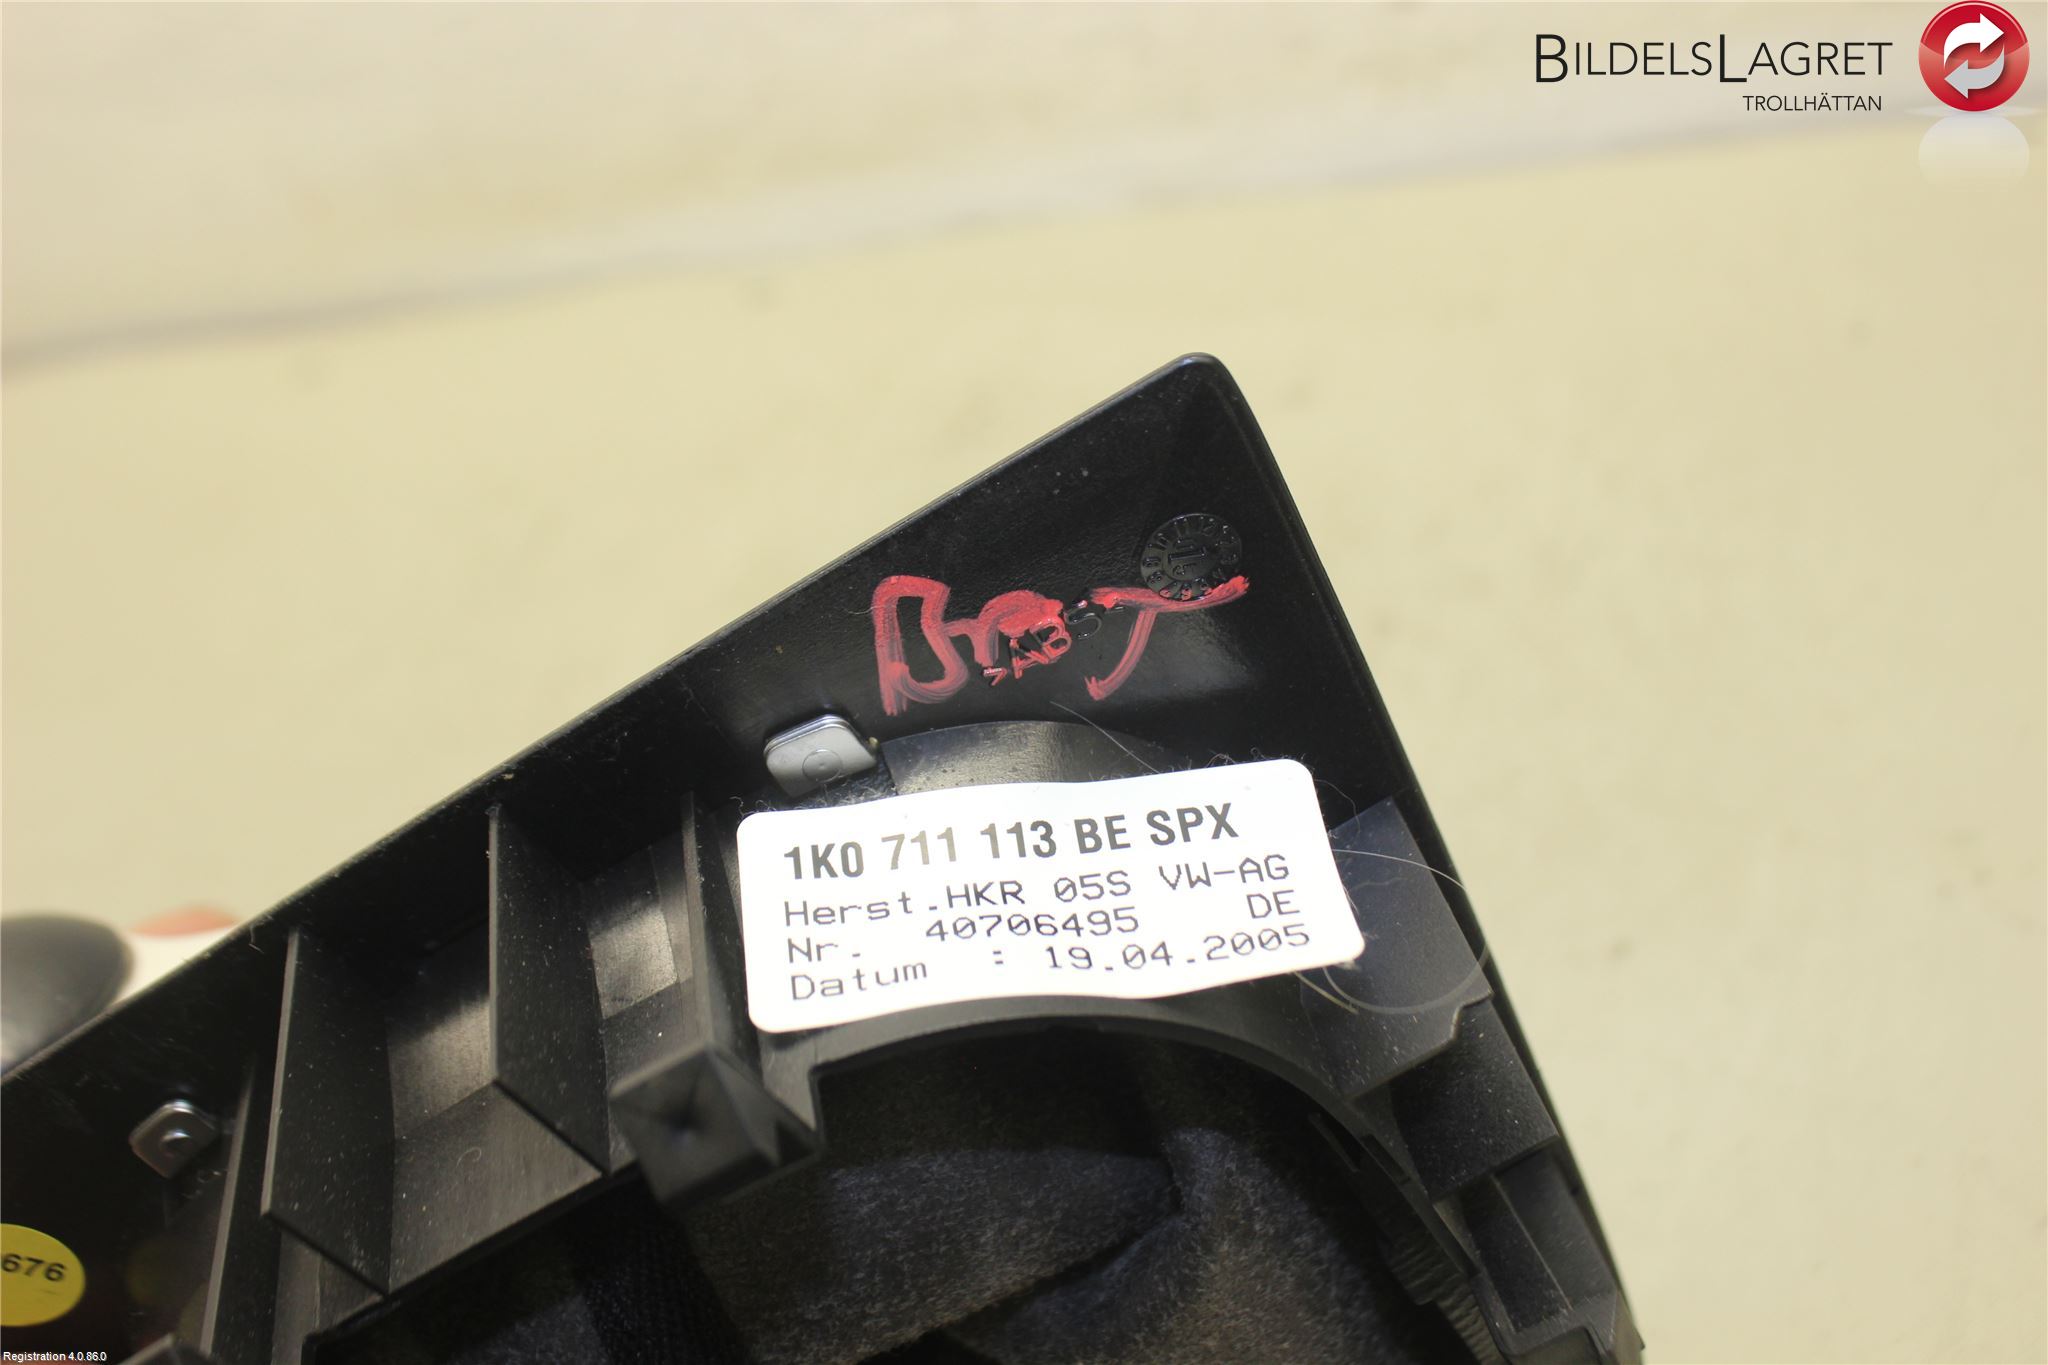 BILDELSLAGRET
TROLLHÄTTAN
>ABS<
1K0 711 113 BE SPX
Herst.HKR 05S VW-AG
Nr. 40706495 DE
Datum : 19.04.2005
676
Registration 4.0.86.0